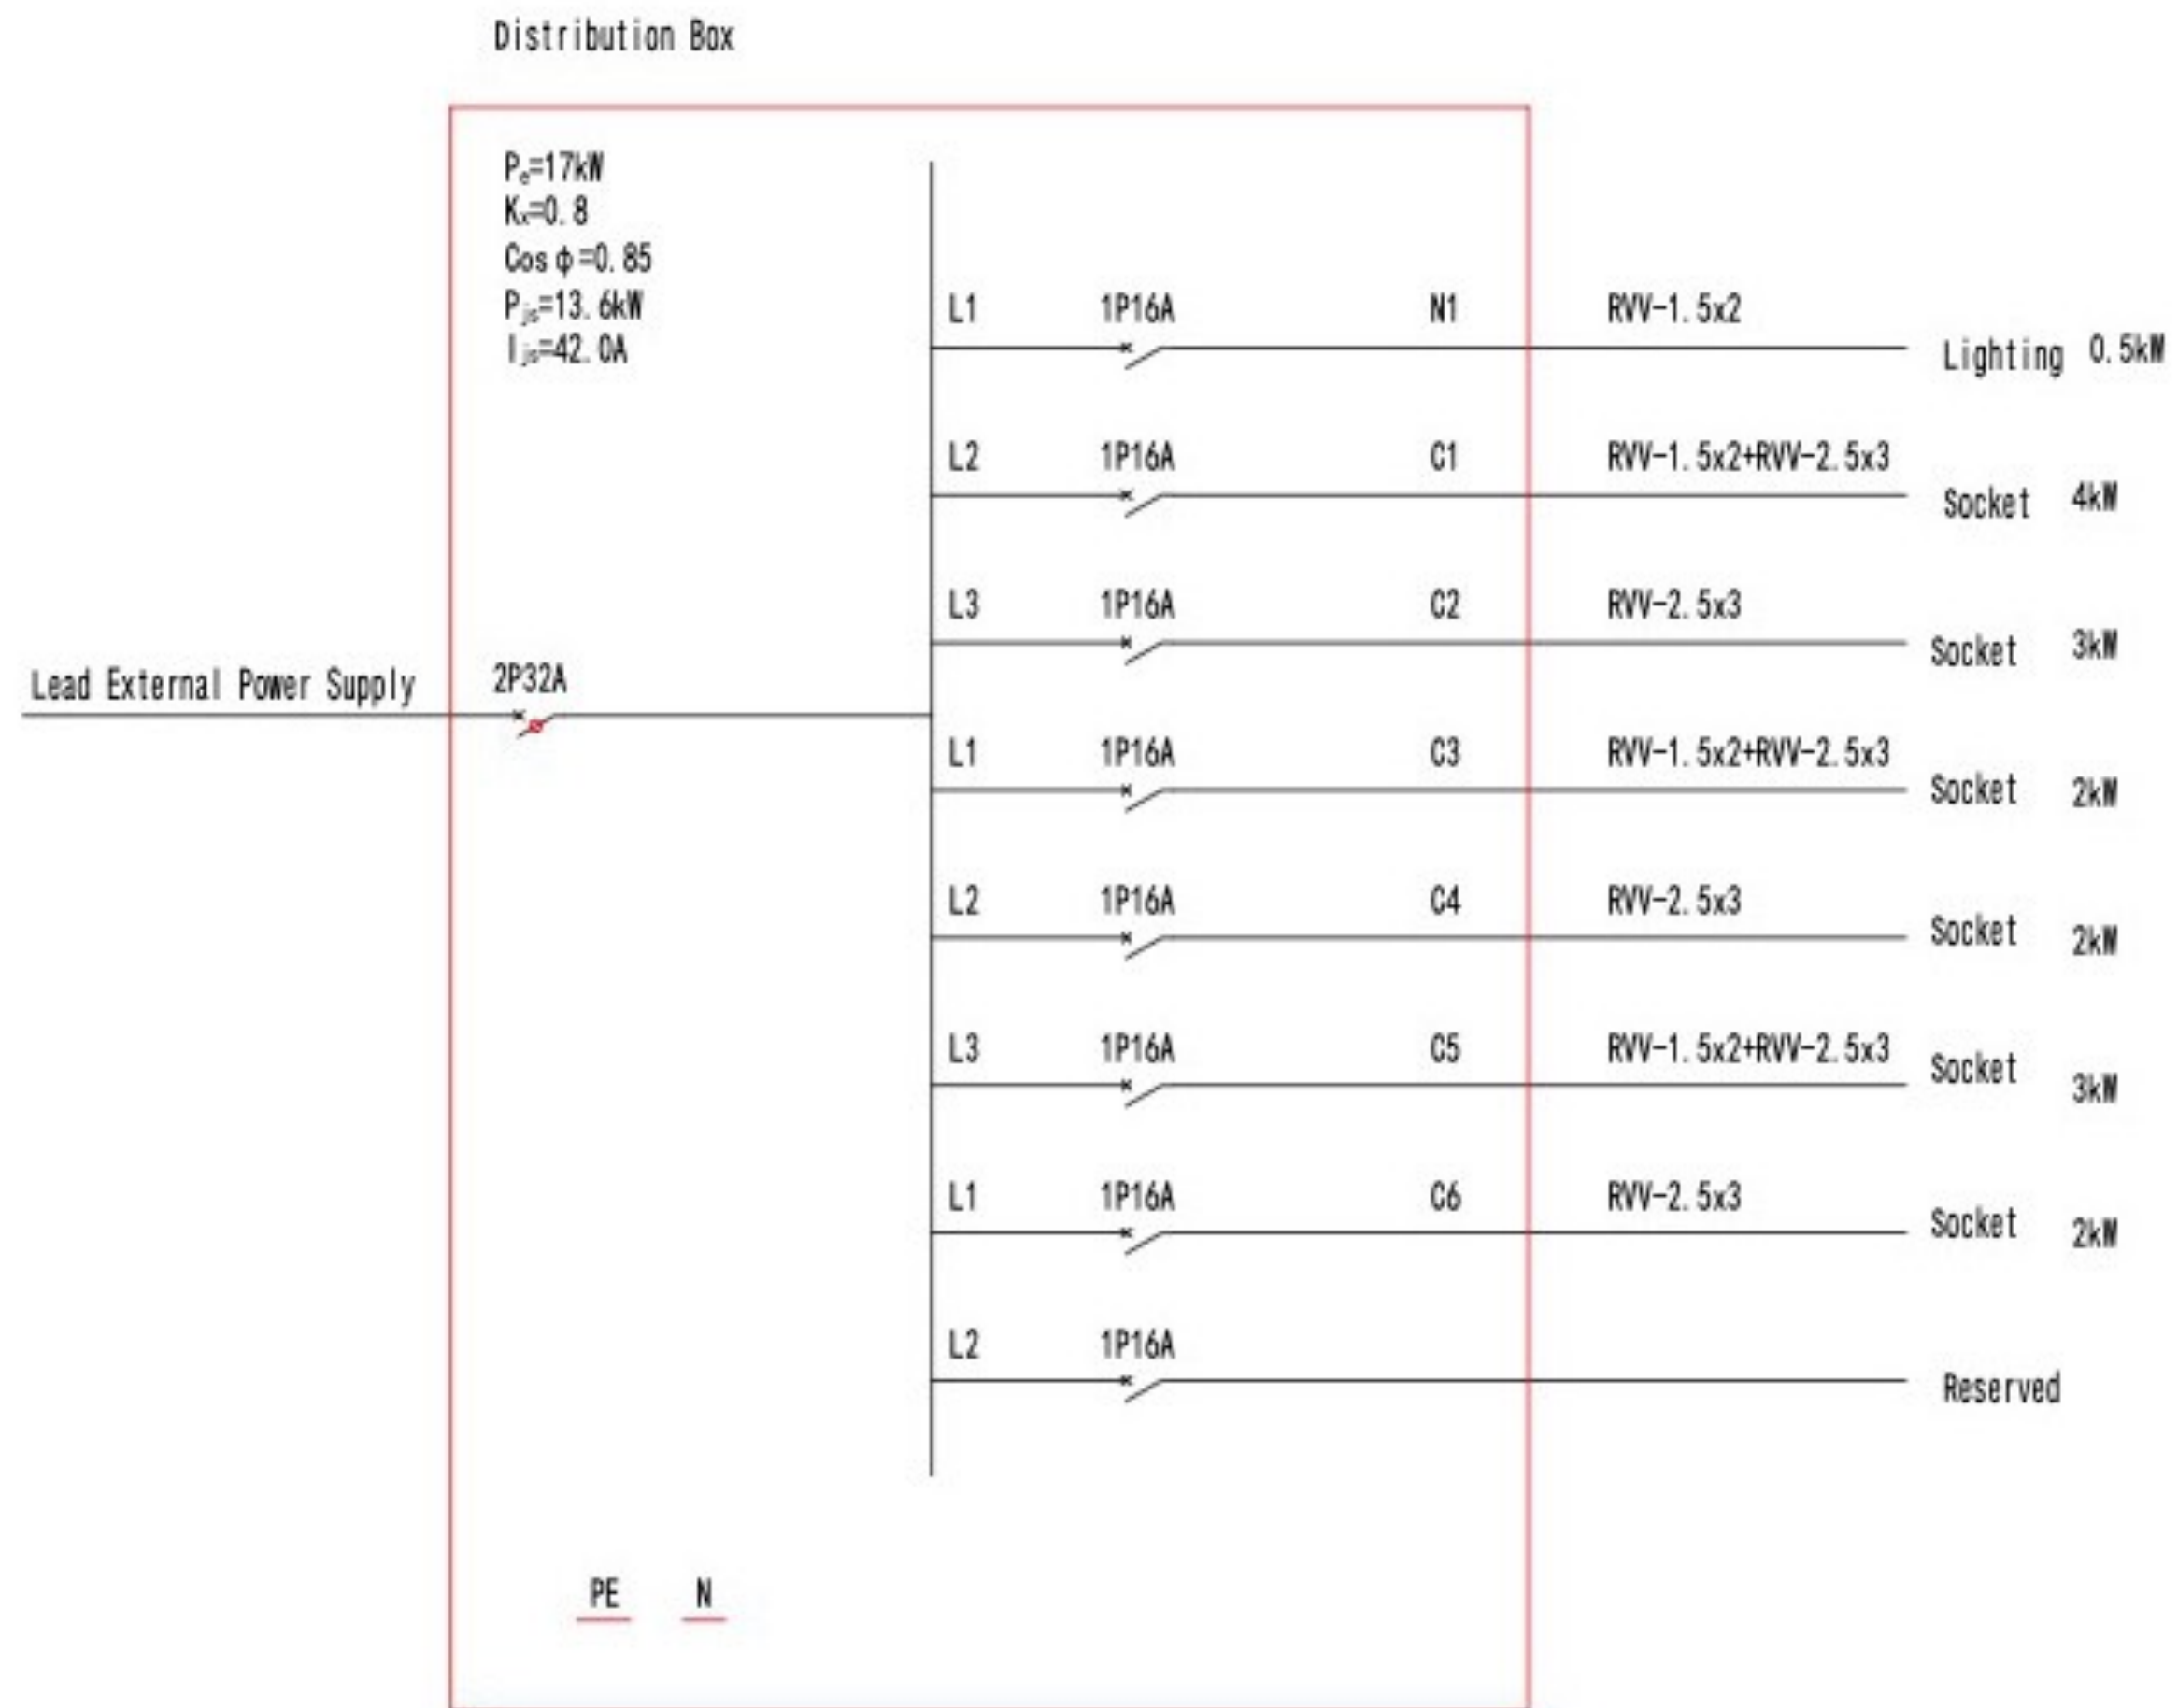 Distribution Box
Pe=17kW
Kx=0.8
Cosφ=0.85
Pjs=13.6kW
Ijs=42.0A
L1 1P16A N1 RVV-1.5x2
Lighting 0.5kW
L2 1P16A C1 RVV-1.5x2+RVV-2.5x3
Socket 4kW
L3 1P16A C2 RVV-2.5x3
Socket 3kW
Lead External Power Supply 2P32A
L1 1P16A C3 RVV-1.5x2+RVV-2.5x3
Socket 2kW
L2 1P16A C4 RVV-2.5x3
Socket 2kW
L3 1P16A C5 RVV-1.5x2+RVV-2.5x3
Socket 3kW
L1 1P16A C6 RVV-2.5x3
Socket 2kW
L2 1P16A
Reserved
PE N